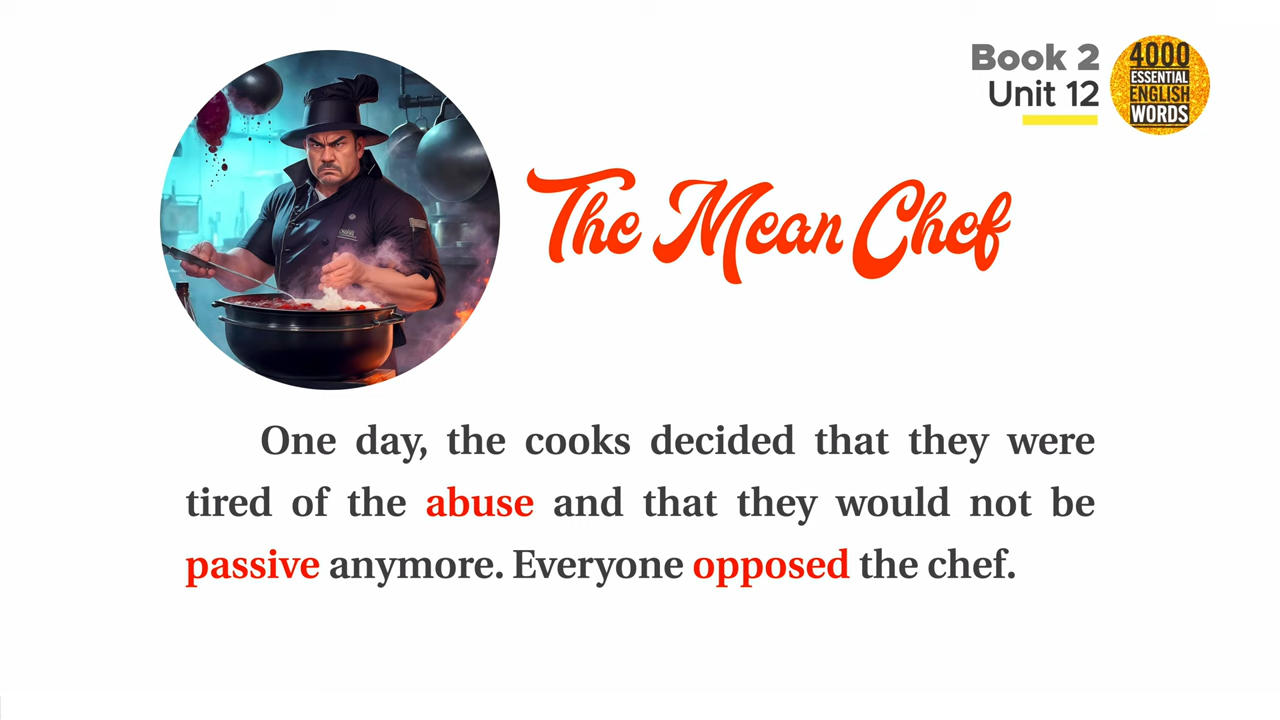 Book 2
Unit 12
4000
ESSENTIAL
ENGLISH
WORDS
The Mean Chef
One day, the cooks decided that they were
tired of the abuse and that they would not be
passive anymore. Everyone opposed the chef.